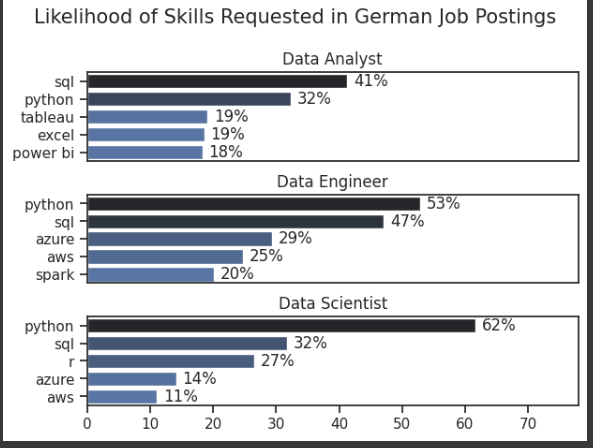 Likelihood of Skills Requested in German Job Postings
Data Analyst
sql 41%
python 32%
tableau 19%
excel 19%
power bi 18%
Data Engineer
python 53%
sql 47%
azure 29%
aws 25%
spark 20%
Data Scientist
python 62%
sql 32%
r 27%
azure 14%
aws 11%
0 10 20 30 40 50 60 70